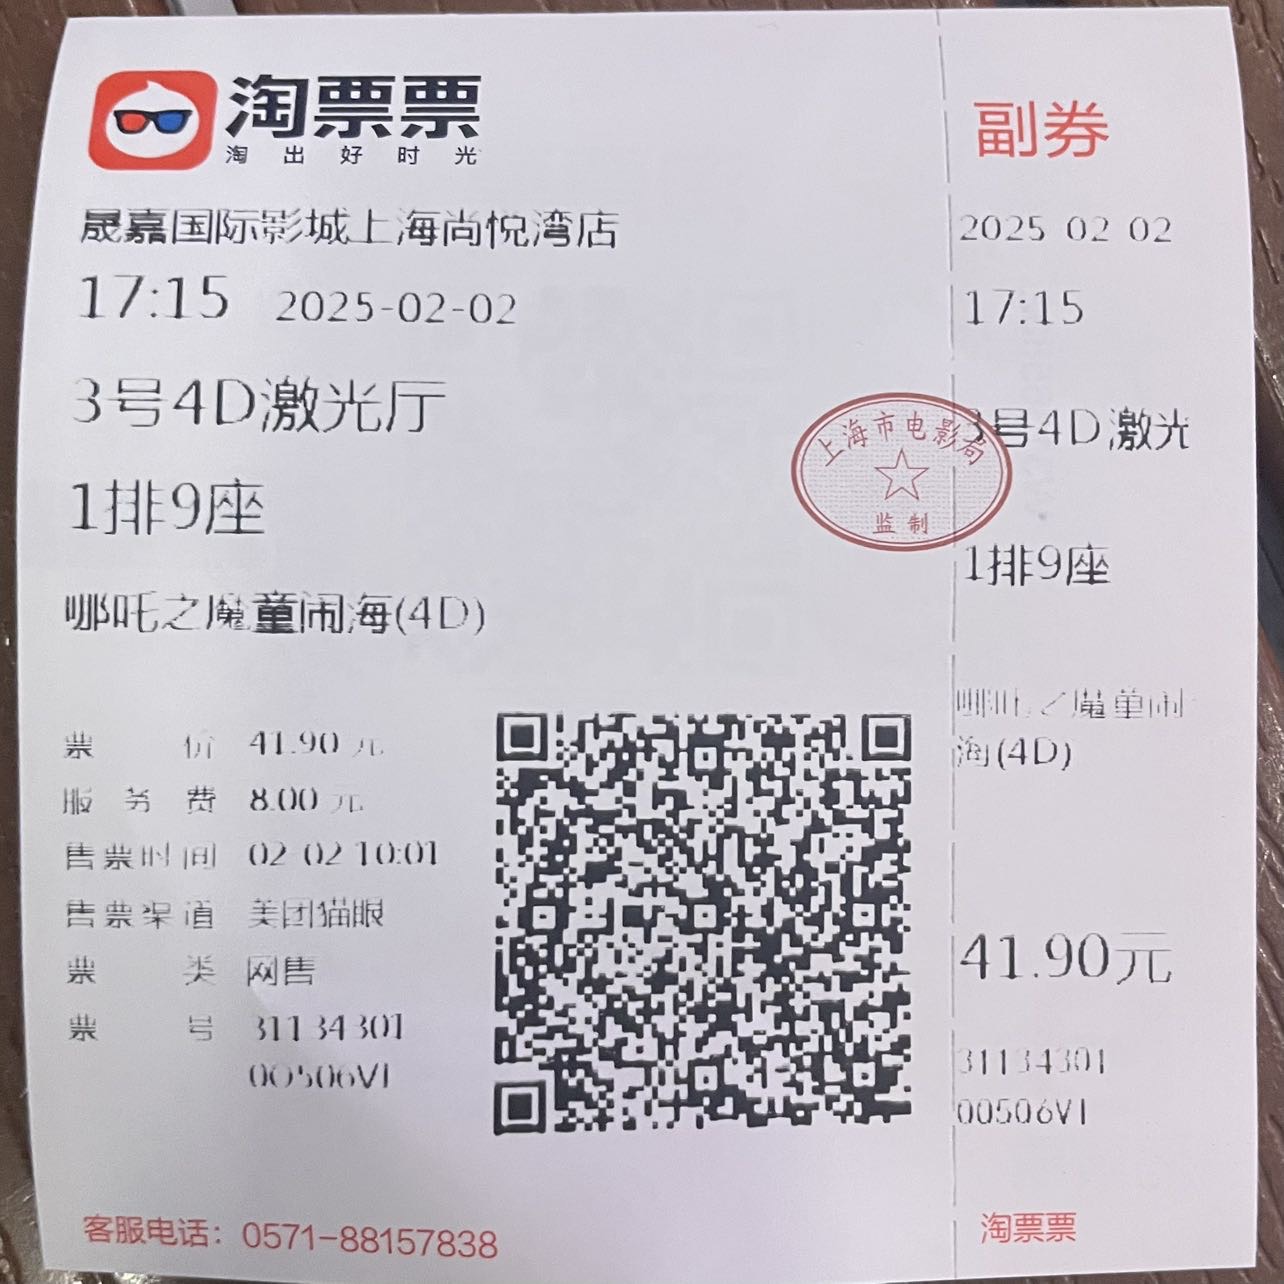 淘票票
淘出好时光
晟嘉国际影城上海尚悦湾店
17:15 2025-02-02
3号4D激光厅
1排9座
哪吒之魔童闹海(4D)
票价 41.90 元
服务费 8.00 元
售票时间 02-02 10:01
售票渠道 美团猫眼
票类 网售
票号 31134301
00506VI
客服电话：0571-88157838
上海市电影局
监制
副券
2025 02 02
17:15
3号4D激光
1排9座
哪吒之魔童闹
海(4D)
41.90元
31134301
00506VI
淘票票